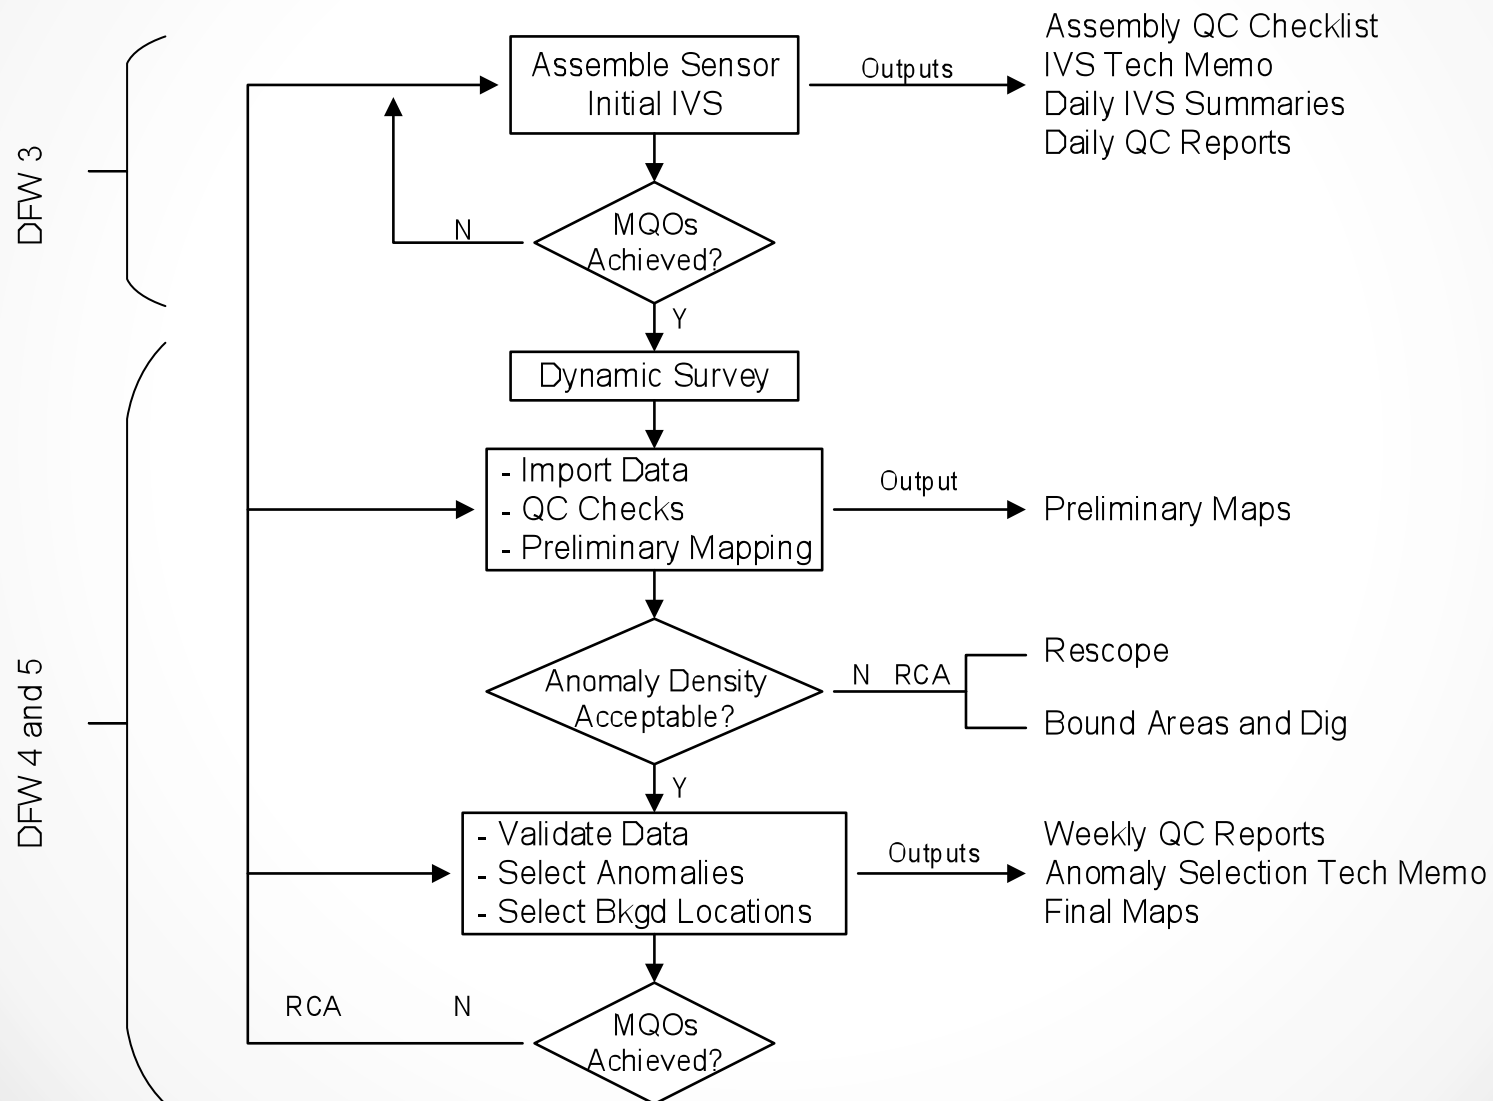 DFW 3
Assemble Sensor
Initial IVS
Outputs
Assembly QC Checklist
IVS Tech Memo
Daily IVS Summaries
Daily QC Reports
MQOs
Achieved?
N
Y
DFW 4 and 5
Dynamic Survey
- Import Data
- QC Checks
- Preliminary Mapping
Output
Preliminary Maps
Anomaly Density
Acceptable?
N RCA
Rescope
Bound Areas and Dig
Y
- Validate Data
- Select Anomalies
- Select Bkgd Locations
Outputs
Weekly QC Reports
Anomaly Selection Tech Memo
Final Maps
RCA N
MQOs
Achieved?